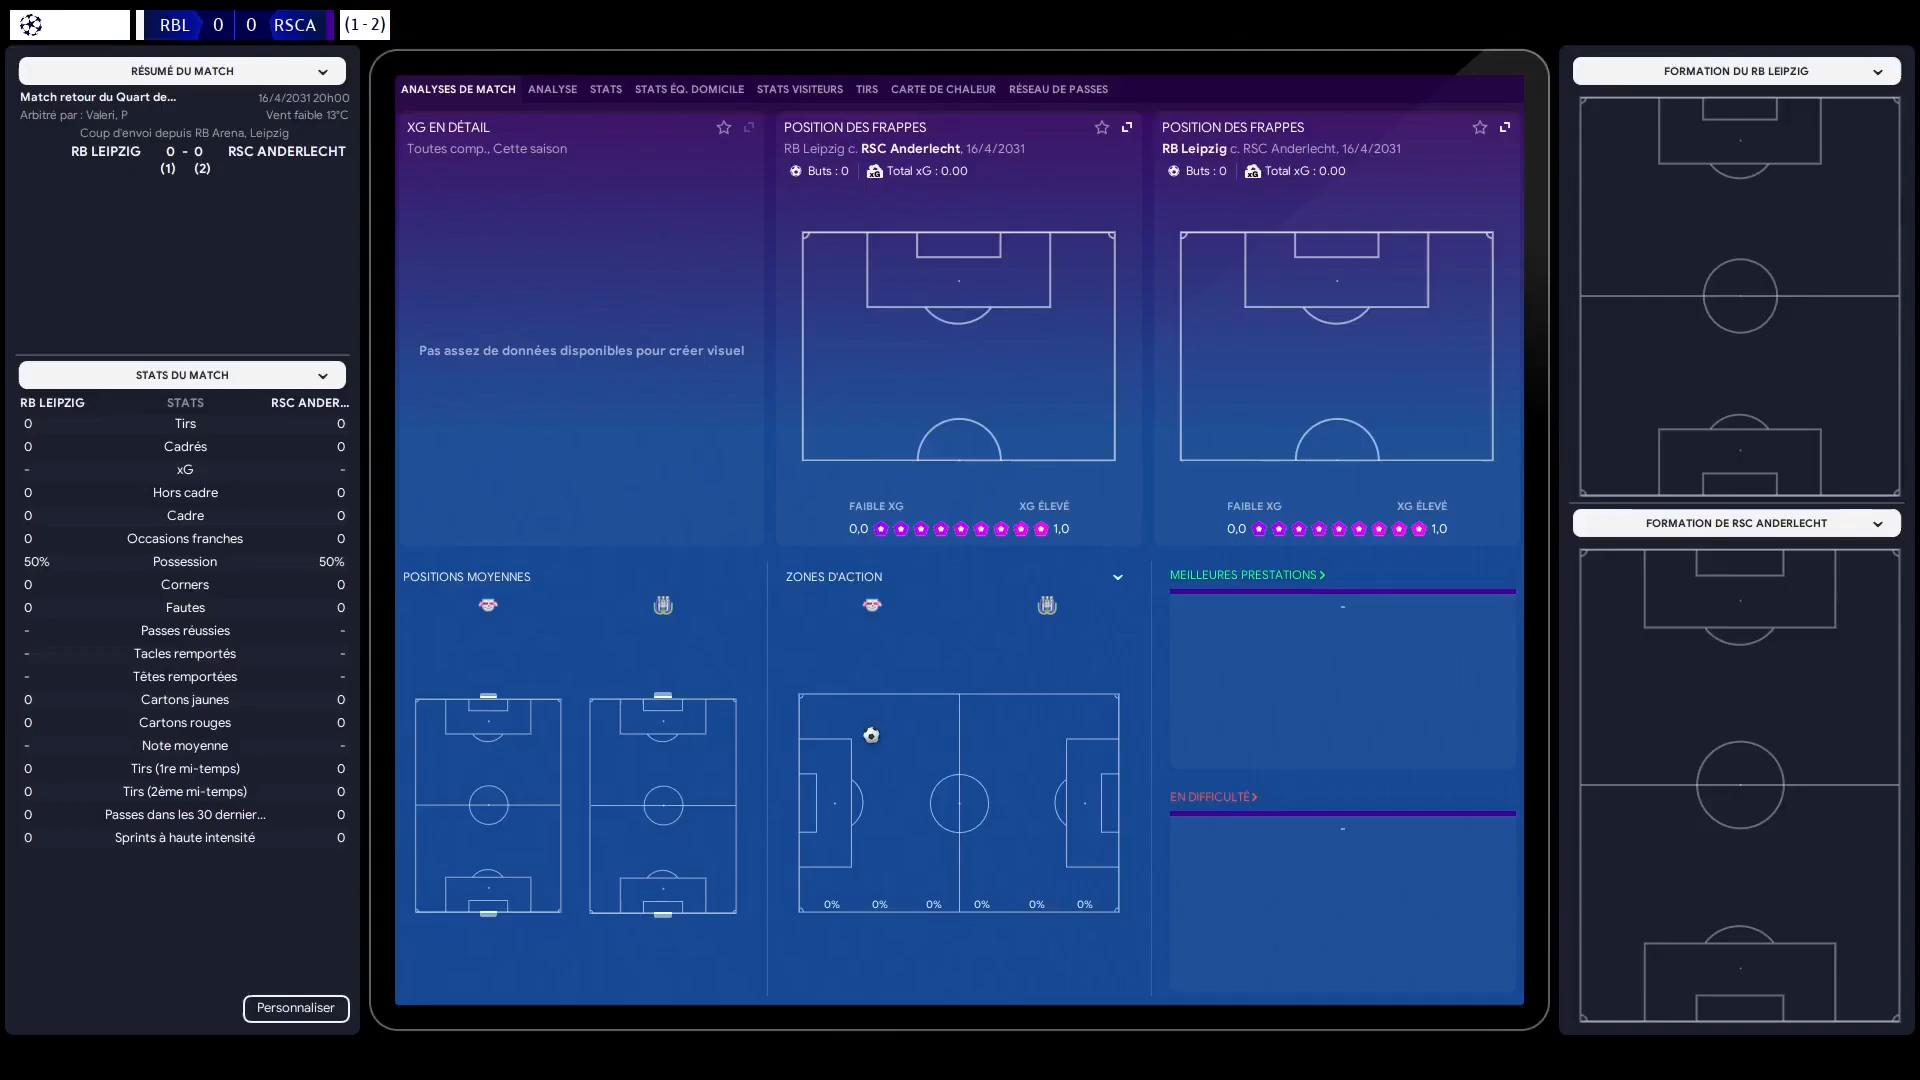 RBL 0 0 RSCA (1 - 2)
RÉSUMÉ DU MATCH
Match retour du Quart de... 16/4/2031 20h00
Arbitré par : Valeri, P Vent faible 13°C
Coup d'envoi depuis RB Arena, Leipzig
RB LEIPZIG 0 - 0 RSC ANDERLECHT
(1) (2)
STATS DU MATCH
RB LEIPZIG STATS RSC ANDER...
0 Tirs 0
0 Cadrés 0
- xG -
0 Hors cadre 0
0 Cadre 0
0 Occasions franches 0
50% Possession 50%
0 Corners 0
0 Fautes 0
- Passes réussies -
- Tacles remportés -
- Têtes remportées -
0 Cartons jaunes 0
0 Cartons rouges 0
- Note moyenne -
0 Tirs (1re mi-temps) 0
0 Tirs (2ème mi-temps) 0
0 Passes dans les 30 dernier... 0
0 Sprints à haute intensité 0
Personnaliser
ANALYSES DE MATCH ANALYSE STATS STATS ÉQ. DOMICILE STATS VISITEURS TIRS CARTE DE CHALEUR RÉSEAU DE PASSES
XG EN DÉTAIL
Toutes comp., Cette saison
Pas assez de données disponibles pour créer visuel
POSITION DES FRAPPES
RB Leipzig c. RSC Anderlecht, 16/4/2031
Buts : 0 xG Total xG : 0.00
FAIBLE XG XG ÉLEVÉ
0,0 1,0
POSITION DES FRAPPES
RB Leipzig c. RSC Anderlecht, 16/4/2031
Buts : 0 xG Total xG : 0.00
FAIBLE XG XG ÉLEVÉ
0,0 1,0
POSITIONS MOYENNES
ZONES D'ACTION
0% 0% 0% 0% 0% 0%
MEILLEURES PRESTATIONS >
-
EN DIFFICULTÉ >
-
FORMATION DU RB LEIPZIG
FORMATION DE RSC ANDERLECHT